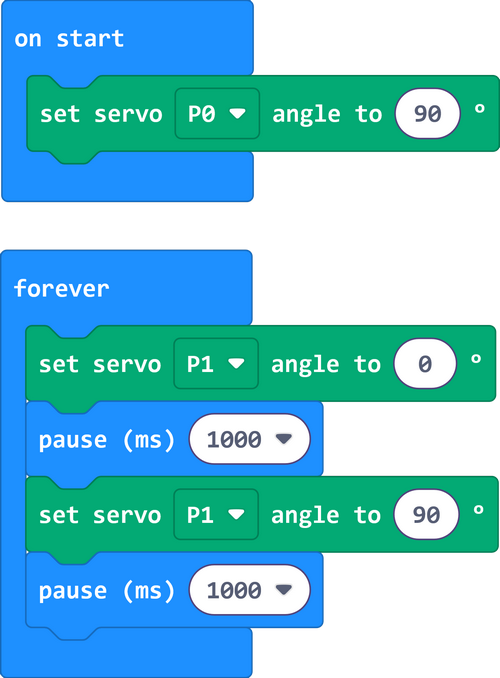 on start
set servo P0 angle to 90 °
forever
set servo P1 angle to 0 °
pause (ms) 1000
set servo P1 angle to 90 °
pause (ms) 1000